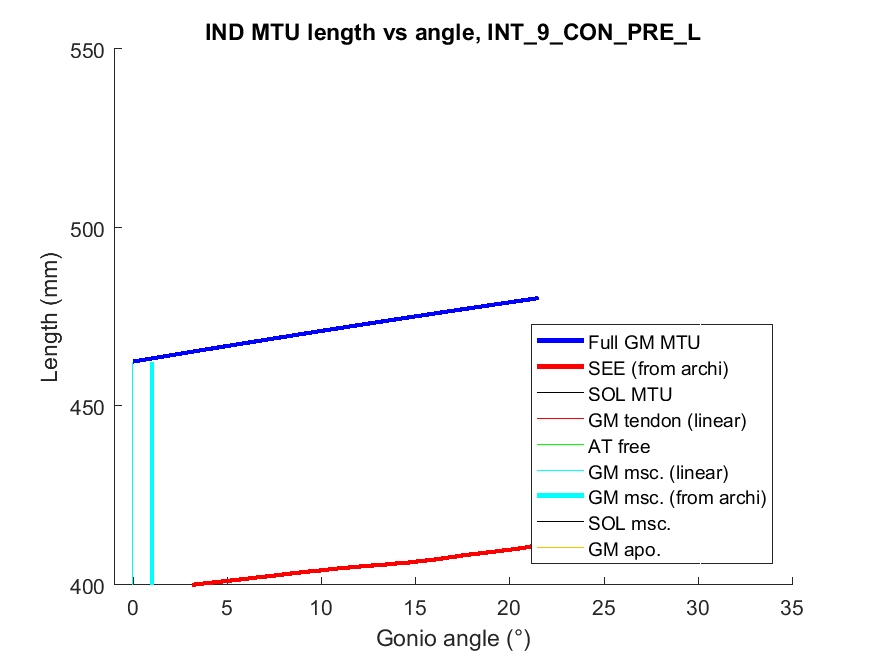 IND MTU length vs angle, INT_9_CON_PRE_L
550
500
450
400
Length (mm)
Full GM MTU
SEE (from archi)
SOL MTU
GM tendon (linear)
AT free
GM msc. (linear)
GM msc. (from archi)
SOL msc.
GM apo.
0 5 10 15 20 25 30 35
Gonio angle (°)